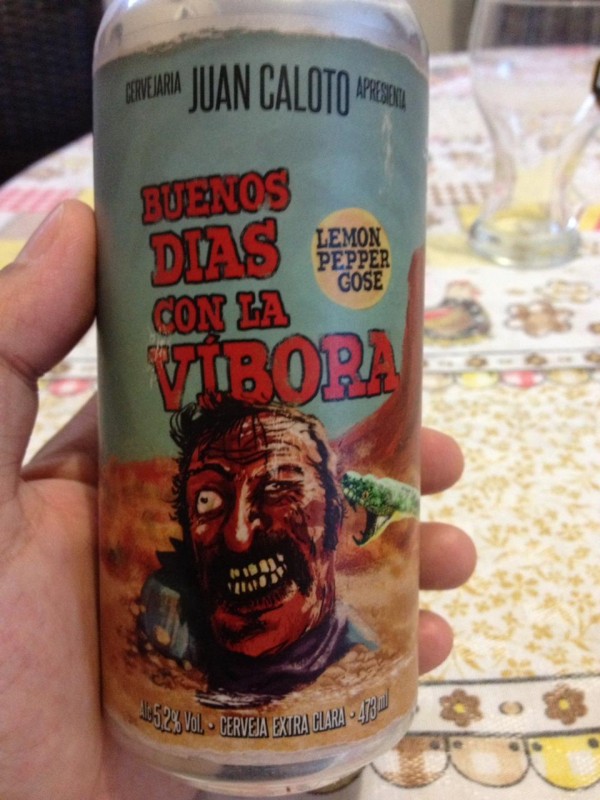 CERVEJARIA JUAN CALOTO APRESIENTA
BUENOS
DIAS
CON LA
VÍBORA
LEMON
PEPPER
GOSE
Alc 5,2% Vol. • CERVEJA EXTRA CLARA • 473ml